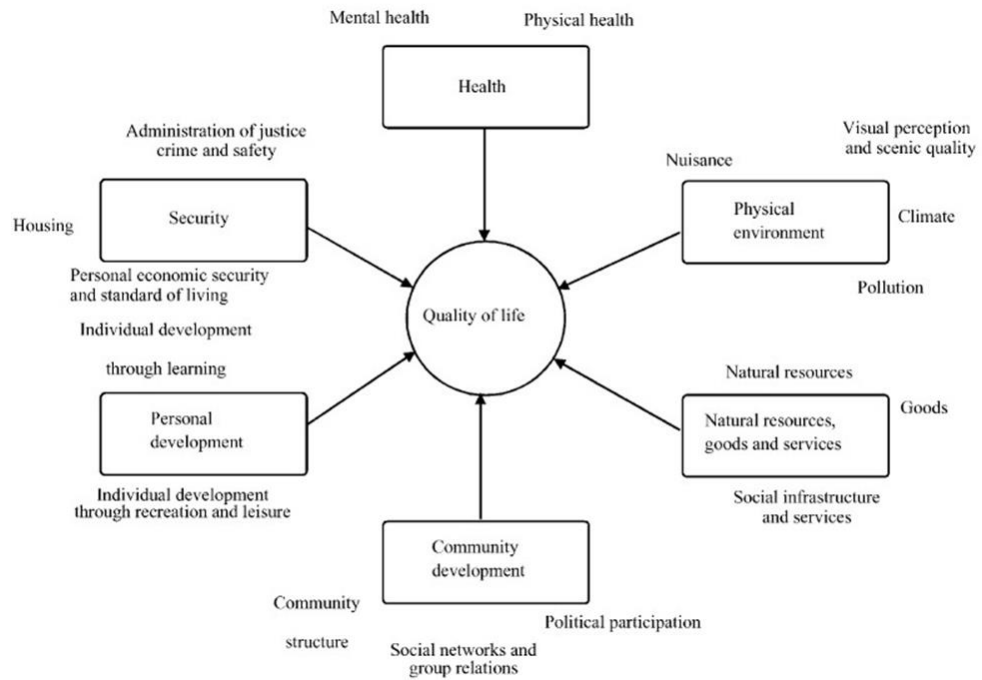 Mental health
Physical health
Health
Administration of justice
crime and safety
Security
Housing
Personal economic security
and standard of living
Visual perception
and scenic quality
Nuisance
Physical
environment
Climate
Pollution
Quality of life
Individual development
through learning
Personal
development
Individual development
through recreation and leisure
Natural resources
Goods
Natural resources,
goods and services
Social infrastructure
and services
Community
development
Community
structure
Social networks and
group relations
Political participation